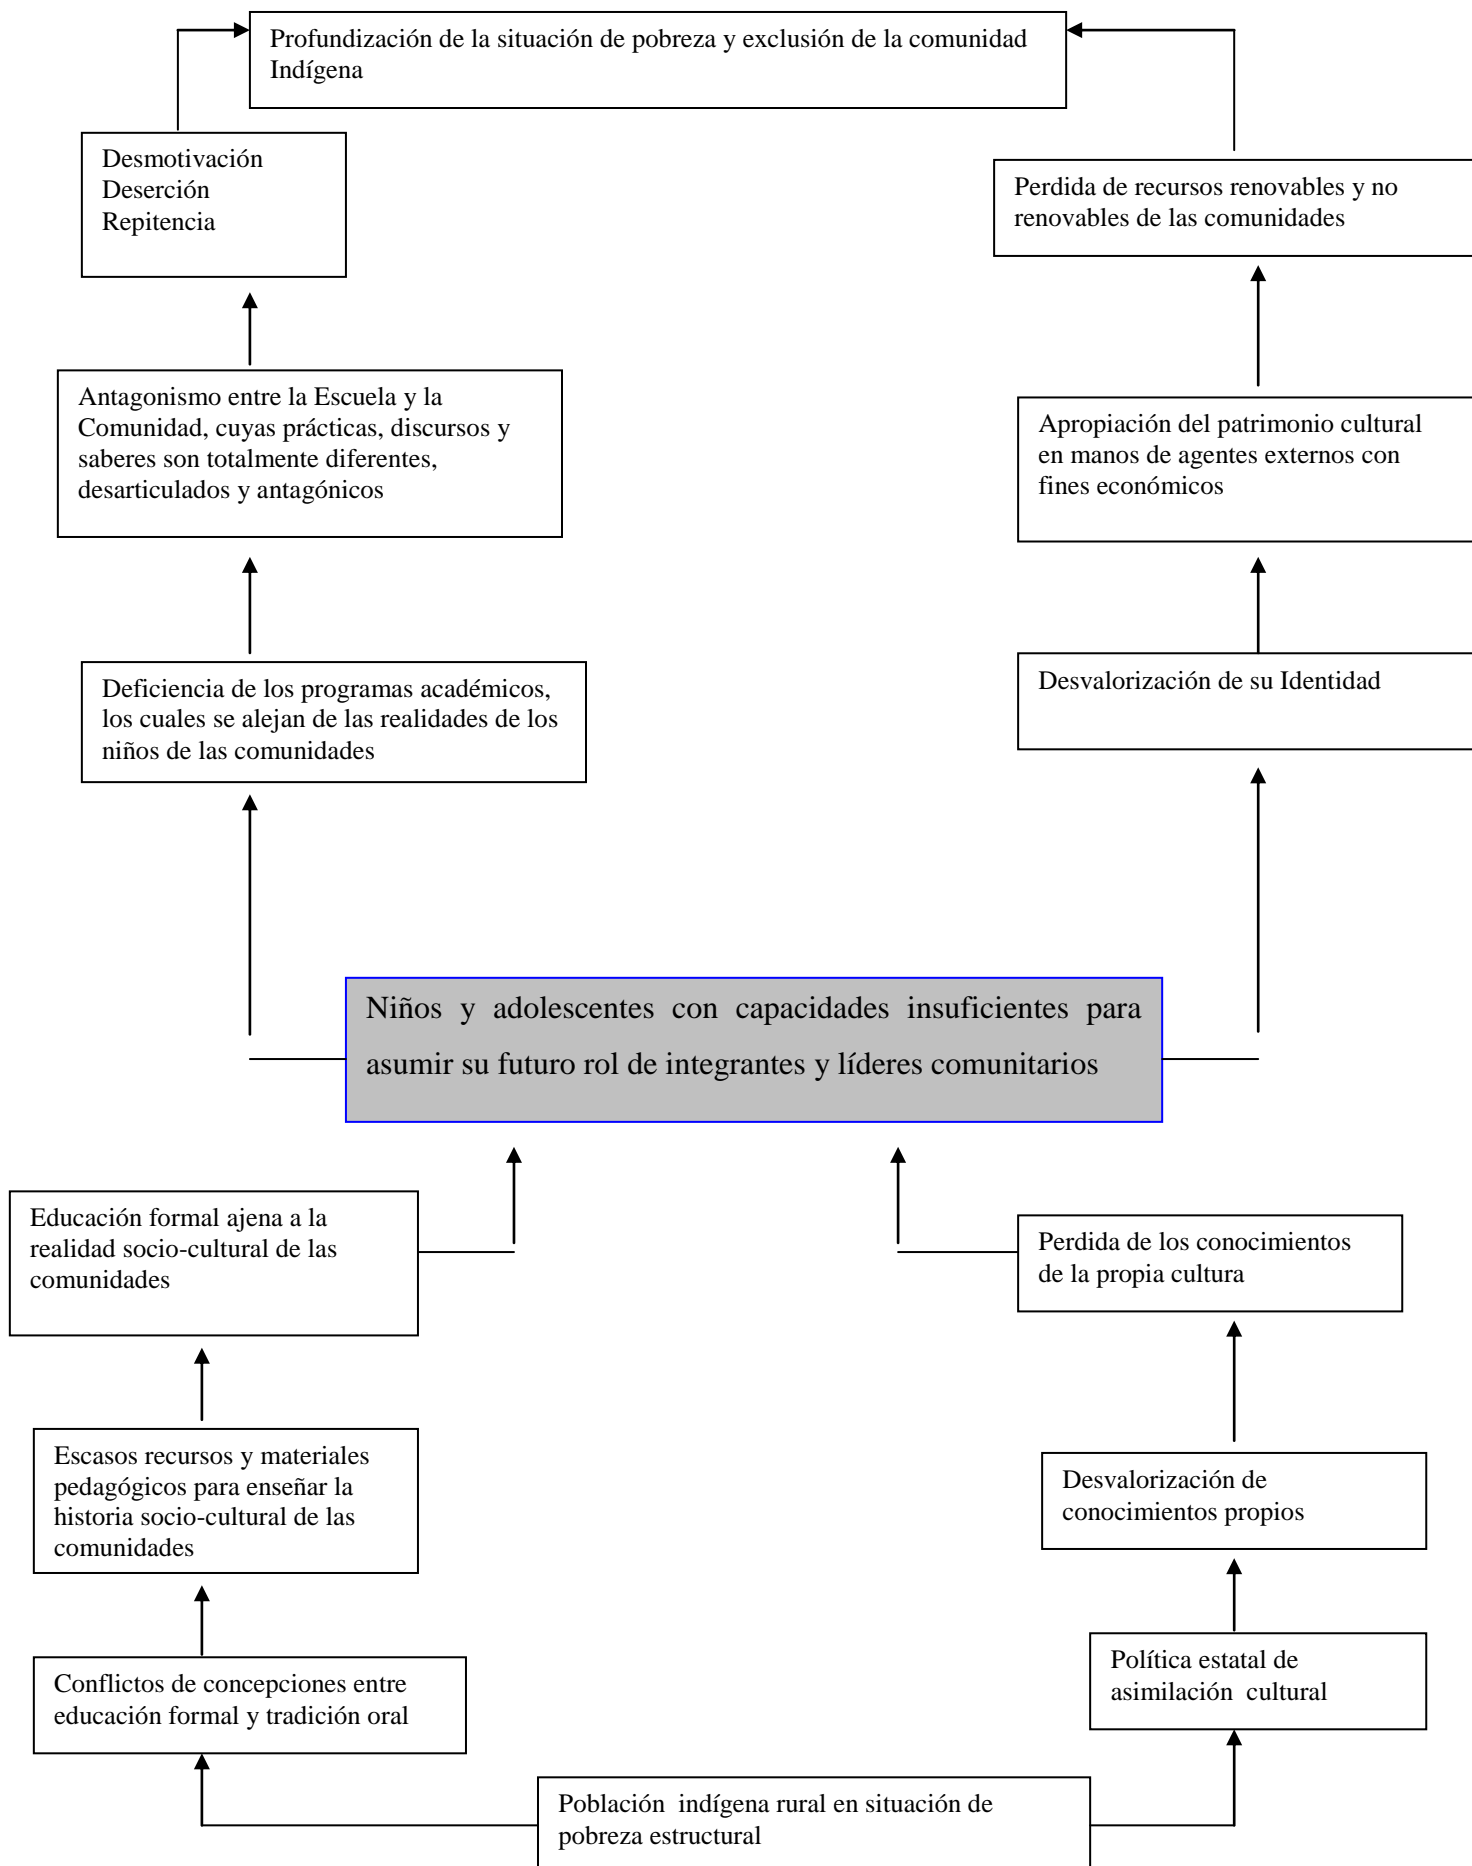 Profundización de la situación de pobreza y exclusión de la comunidad
Indígena
Desmotivación
Deserción
Repitencia
Perdida de recursos renovables y no
renovables de las comunidades
Antagonismo entre la Escuela y la
Comunidad, cuyas prácticas, discursos y
saberes son totalmente diferentes,
desarticulados y antagónicos
Apropiación del patrimonio cultural
en manos de agentes externos con
fines económicos
Deficiencia de los programas académicos,
los cuales se alejan de las realidades de los
niños de las comunidades
Desvalorización de su Identidad
Niños y adolescentes con capacidades insuficientes para
asumir su futuro rol de integrantes y líderes comunitarios
Educación formal ajena a la
realidad socio-cultural de las
comunidades
Perdida de los conocimientos
de la propia cultura
Escasos recursos y materiales
pedagógicos para enseñar la
historia socio-cultural de las
comunidades
Desvalorización de
conocimientos propios
Conflictos de concepciones entre
educación formal y tradición oral
Política estatal de
asimilación cultural
Población indígena rural en situación de
pobreza estructural